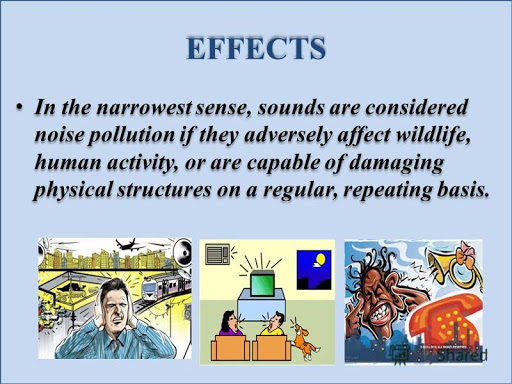 EFFECTS
• In the narrowest sense, sounds are considered
noise pollution if they adversely affect wildlife,
human activity, or are capable of damaging
physical structures on a regular, repeating basis.
Shared